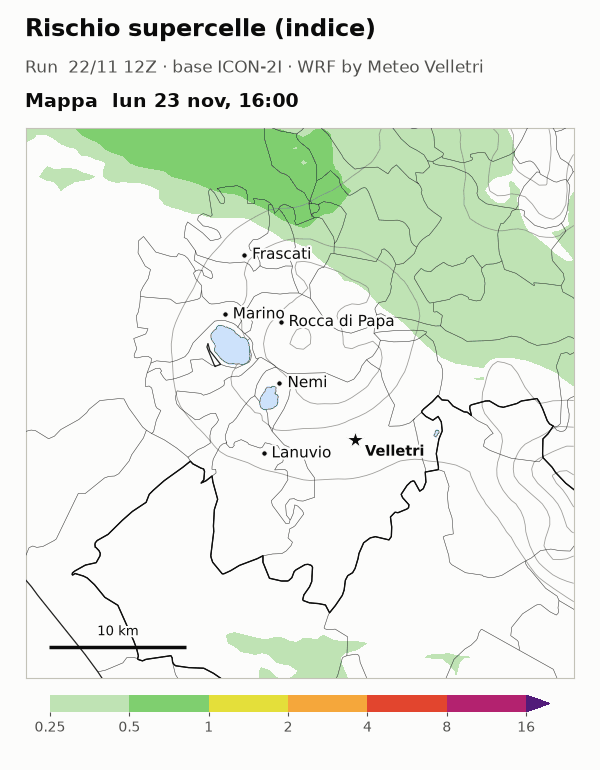 Rischio supercelle (indice)
Run  22/11 12Z · base ICON-2I · WRF by Meteo Velletri
Mappa  lun 23 nov, 16:00
Frascati
Marino
Rocca di Papa
Nemi
Velletri
Lanuvio
10 km
0.25 0.5 1 2 4 8 16